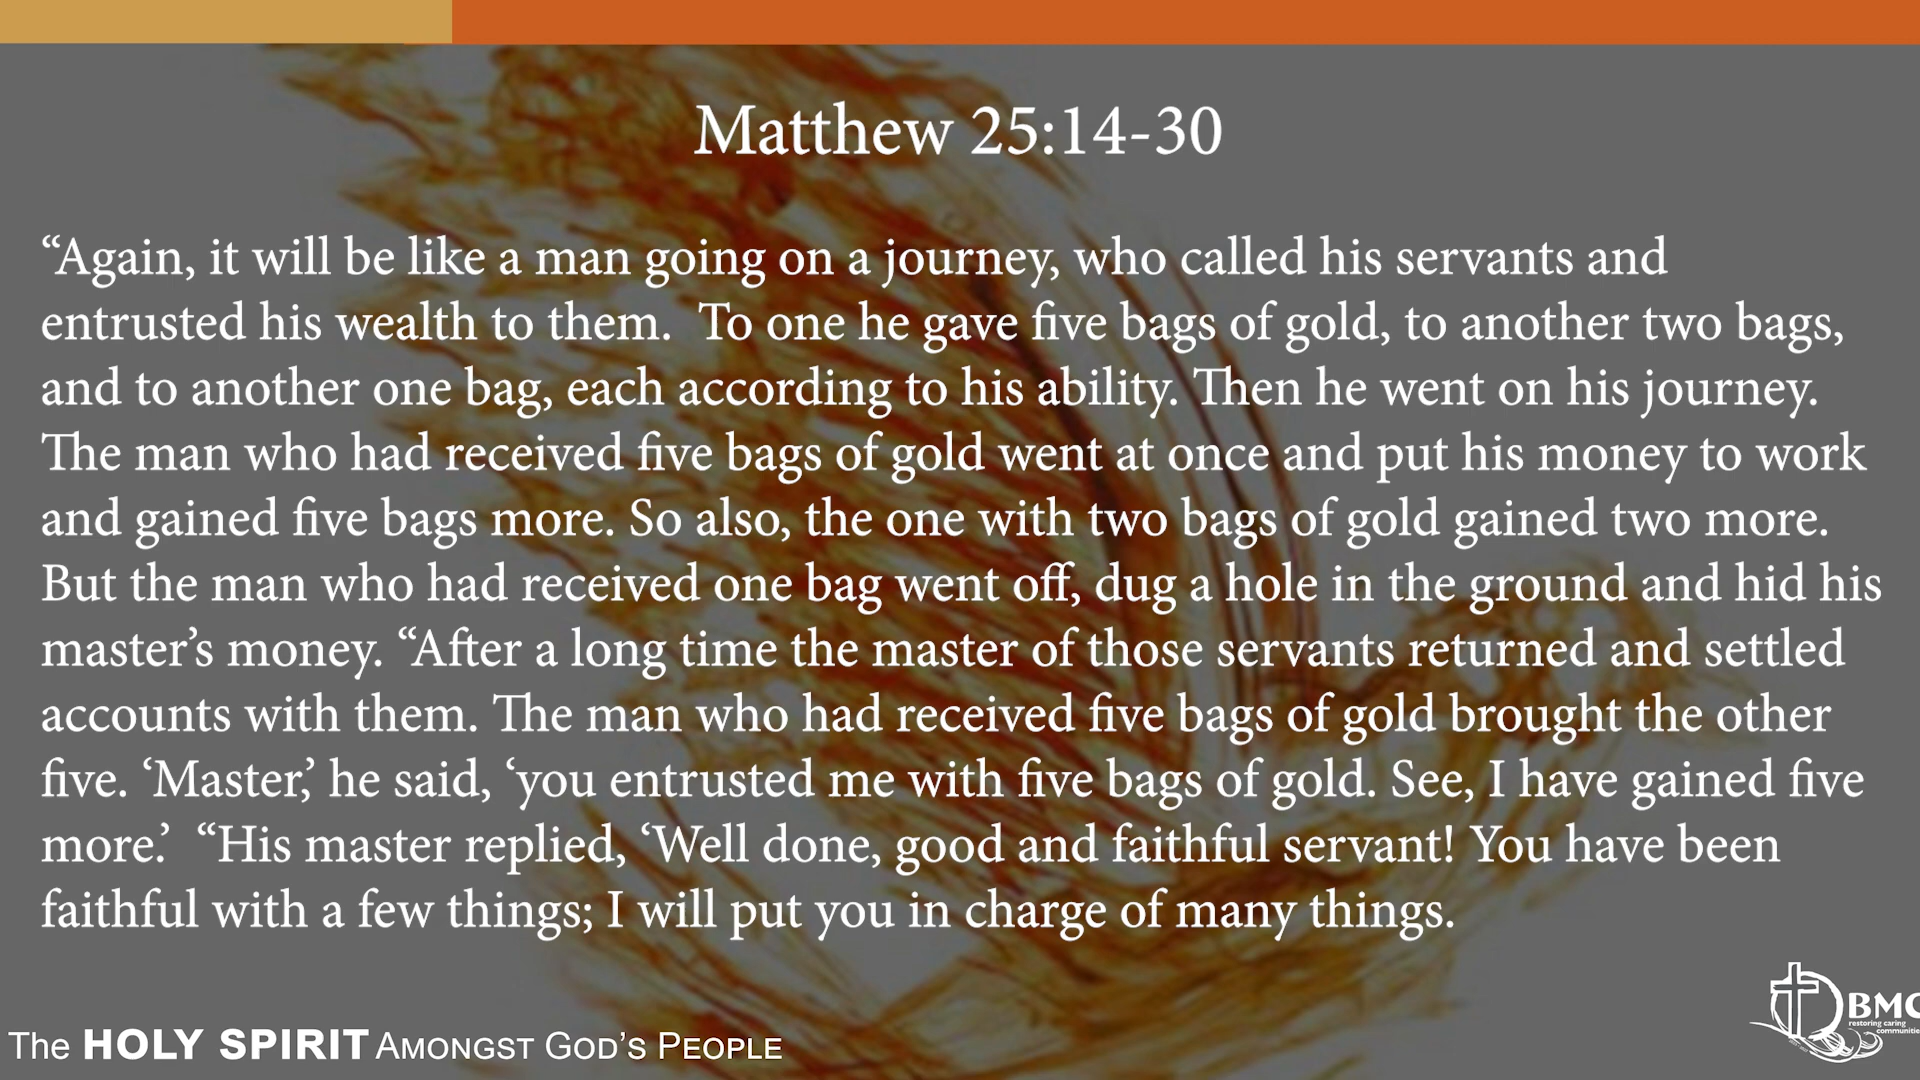 Matthew 25:14-30
“Again, it will be like a man going on a journey, who called his servants and
entrusted his wealth to them.  To one he gave five bags of gold, to another two bags,
and to another one bag, each according to his ability. Then he went on his journey.
The man who had received five bags of gold went at once and put his money to work
and gained five bags more. So also, the one with two bags of gold gained two more.
But the man who had received one bag went off, dug a hole in the ground and hid his
master’s money. “After a long time the master of those servants returned and settled
accounts with them. The man who had received five bags of gold brought the other
five. ‘Master,’ he said, ‘you entrusted me with five bags of gold. See, I have gained five
more.’  “His master replied, ‘Well done, good and faithful servant! You have been
faithful with a few things; I will put you in charge of many things.
The HOLY SPIRIT AMONGST GOD’S PEOPLE
BMC
restoring caring
communitie